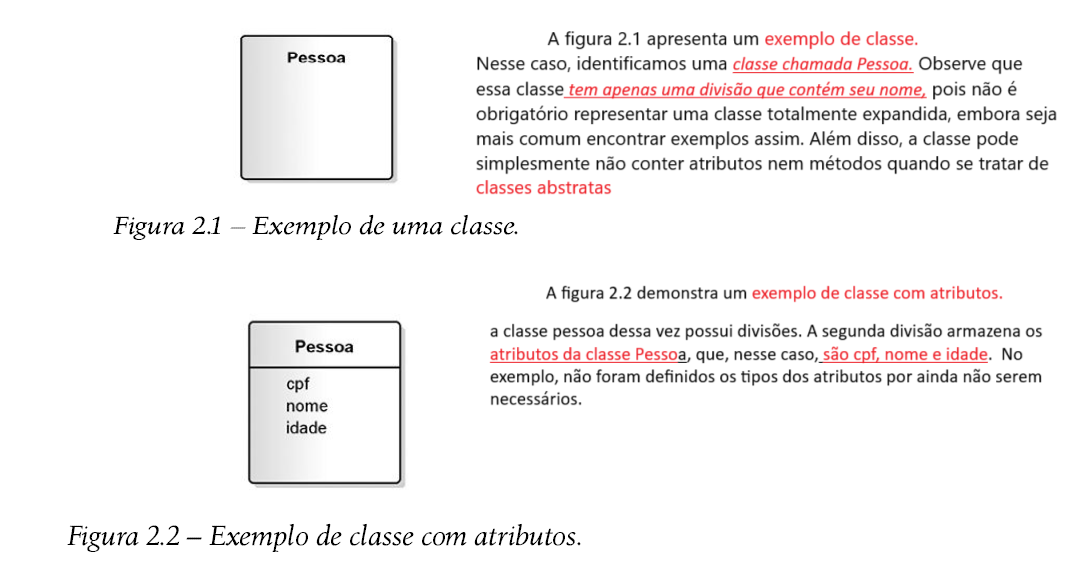 Pessoa
A figura 2.1 apresenta um exemplo de classe.
Nesse caso, identificamos uma classe chamada Pessoa. Observe que
essa classe tem apenas uma divisão que contém seu nome, pois não é
obrigatório representar uma classe totalmente expandida, embora seja
mais comum encontrar exemplos assim. Além disso, a classe pode
simplesmente não conter atributos nem métodos quando se tratar de
classes abstratas
Figura 2.1 – Exemplo de uma classe.
A figura 2.2 demonstra um exemplo de classe com atributos.
a classe pessoa dessa vez possui divisões. A segunda divisão armazena os
atributos da classe Pessoa, que, nesse caso, são cpf, nome e idade. No
exemplo, não foram definidos os tipos dos atributos por ainda não serem
necessários.
Pessoa
cpf
nome
idade
Figura 2.2 – Exemplo de classe com atributos.